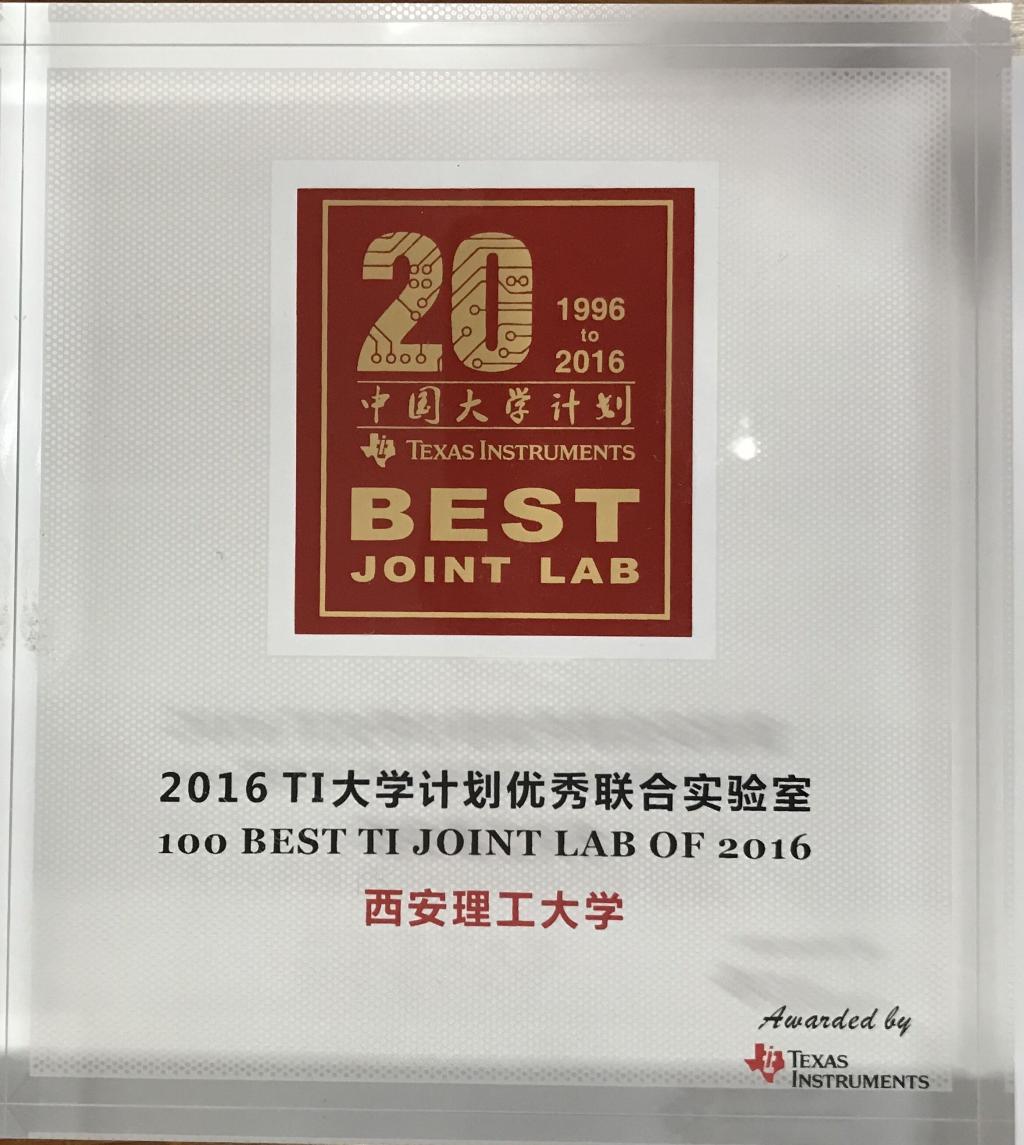 20
1996
to
2016
中国大学计划
TEXAS INSTRUMENTS
BEST
JOINT LAB
2016 TI大学计划优秀联合实验室
100 BEST TI JOINT LAB OF 2016
西安理工大学
Awarded by
TEXAS
INSTRUMENTS